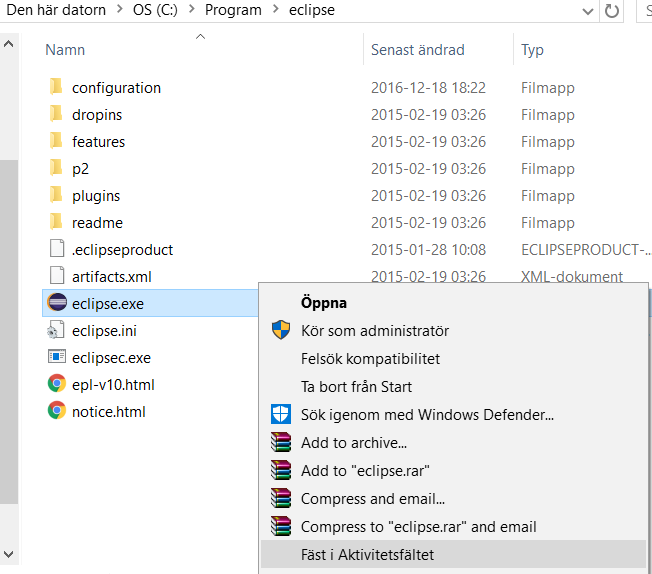 Den här datorn > OS (C:) > Program > eclipse
Namn Senast ändrad Typ
configuration 2016-12-18 18:22 Filmapp
dropins 2015-02-19 03:26 Filmapp
features 2015-02-19 03:26 Filmapp
p2 2015-02-19 03:26 Filmapp
plugins 2015-02-19 03:26 Filmapp
readme 2015-02-19 03:26 Filmapp
.eclipseproduct 2015-01-28 10:08 ECLIPSEPRODUCT-...
artifacts.xml 2015-02-19 03:26 XML-dokument
eclipse.exe
eclipse.ini
eclipsec.exe
epl-v10.html
notice.html
Öppna
Kör som administratör
Felsök kompatibilitet
Ta bort från Start
Sök igenom med Windows Defender...
Add to archive...
Add to "eclipse.rar"
Compress and email...
Compress to "eclipse.rar" and email
Fäst i Aktivitetsfältet